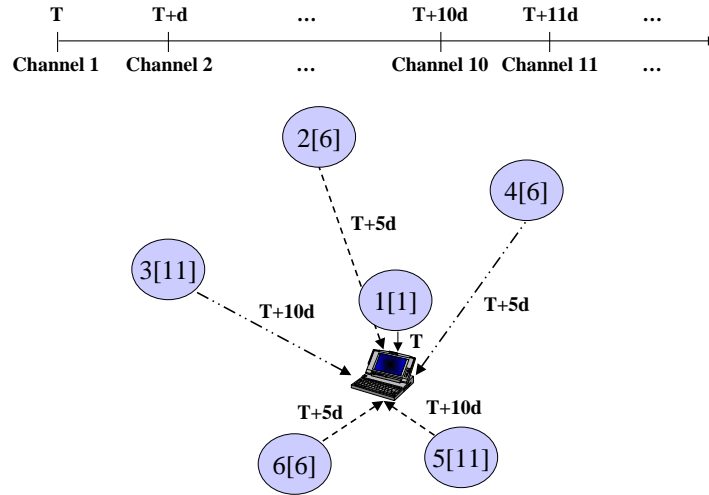 T T+d ... T+10d T+11d ...
Channel 1 Channel 2 ... Channel 10 Channel 11 ...
2[6]
4[6]
T+5d
3[11]
1[1]
T+10d
T+5d
T
T+5d
T+10d
6[6]
5[11]